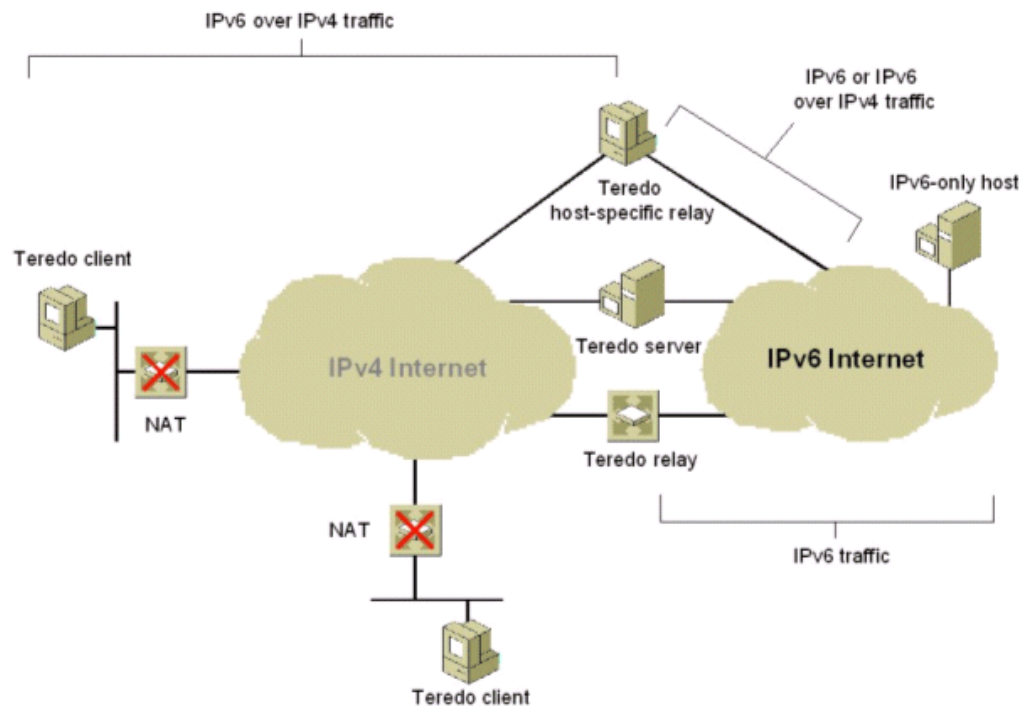 IPv6 over IPv4 traffic
IPv6 or IPv6
over IPv4 traffic
Teredo
host-specific relay
IPv6-only host
Teredo client
Teredo server
IPv4 Internet
IPv6 Internet
NAT
Teredo relay
NAT
IPv6 traffic
Teredo client